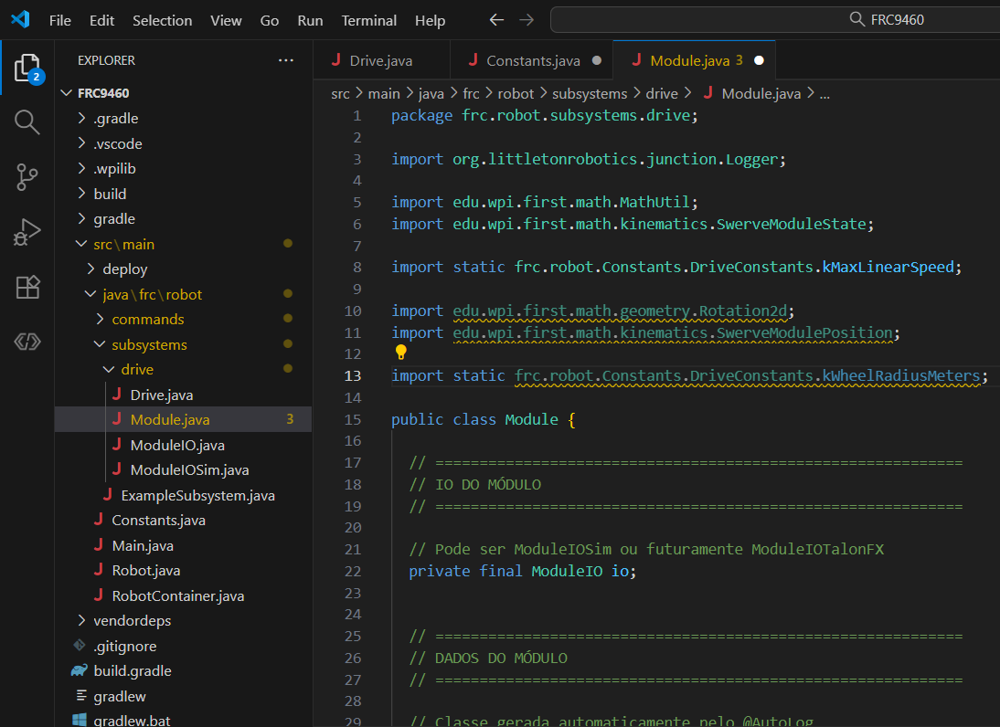 File Edit Selection View Go Run Terminal Help FRC9460
2
EXPLORER ...
FRC9460
.gradle
.vscode
.wpilib
build
gradle
src\main
deploy
java\frc\robot
commands
subsystems
drive
Drive.java
Module.java 3
ModuleIO.java
ModuleIOSim.java
ExampleSubsystem.java
Constants.java
Main.java
Robot.java
RobotContainer.java
vendordeps
.gitignore
build.gradle
gradlew
gradlew.bat
Drive.java Constants.java Module.java 3
src > main > java > frc > robot > subsystems > drive > Module.java > ...
1 package frc.robot.subsystems.drive;
2
3 import org.littletonrobotics.junction.Logger;
4
5 import edu.wpi.first.math.MathUtil;
6 import edu.wpi.first.math.kinematics.SwerveModuleState;
7
8 import static frc.robot.Constants.DriveConstants.kMaxLinearSpeed;
9
10 import edu.wpi.first.math.geometry.Rotation2d;
11 import edu.wpi.first.math.kinematics.SwerveModulePosition;
12
13 import static frc.robot.Constants.DriveConstants.kWheelRadiusMeters;
14
15 public class Module {
16
17 // ============================================================
18 // IO DO MÓDULO
19 // ============================================================
20
21 // Pode ser ModuleIOSim ou futuramente ModuleIOTalonFX
22 private final ModuleIO io;
23
24
25 // ============================================================
26 // DADOS DO MÓDULO
27 // ============================================================
28
29 // Classe gerada automaticamente pelo @AutoLog